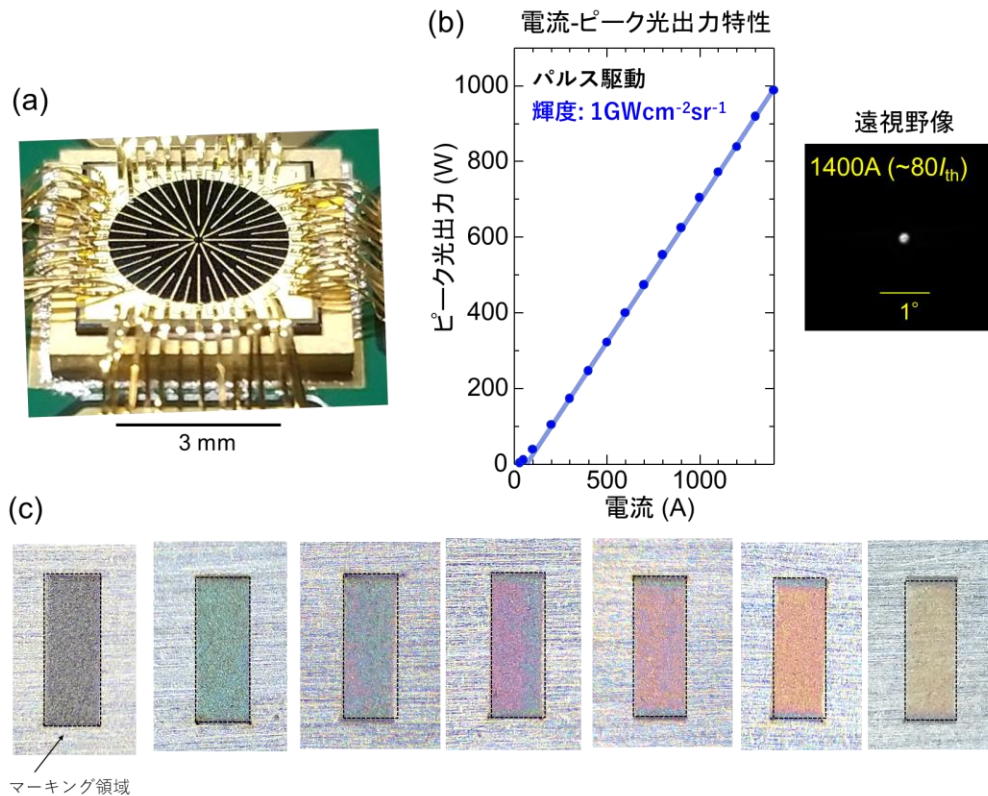 (a)
3 mm
(b)
電流-ピーク光出力特性
パルス駆動
輝度: 1GWcm⁻²sr⁻¹
ピーク光出力 (W)
1000
800
600
400
200
0
0 500 1000
電流 (A)
遠視野像
1400A (~80Ith)
1°
(c)
マーキング領域